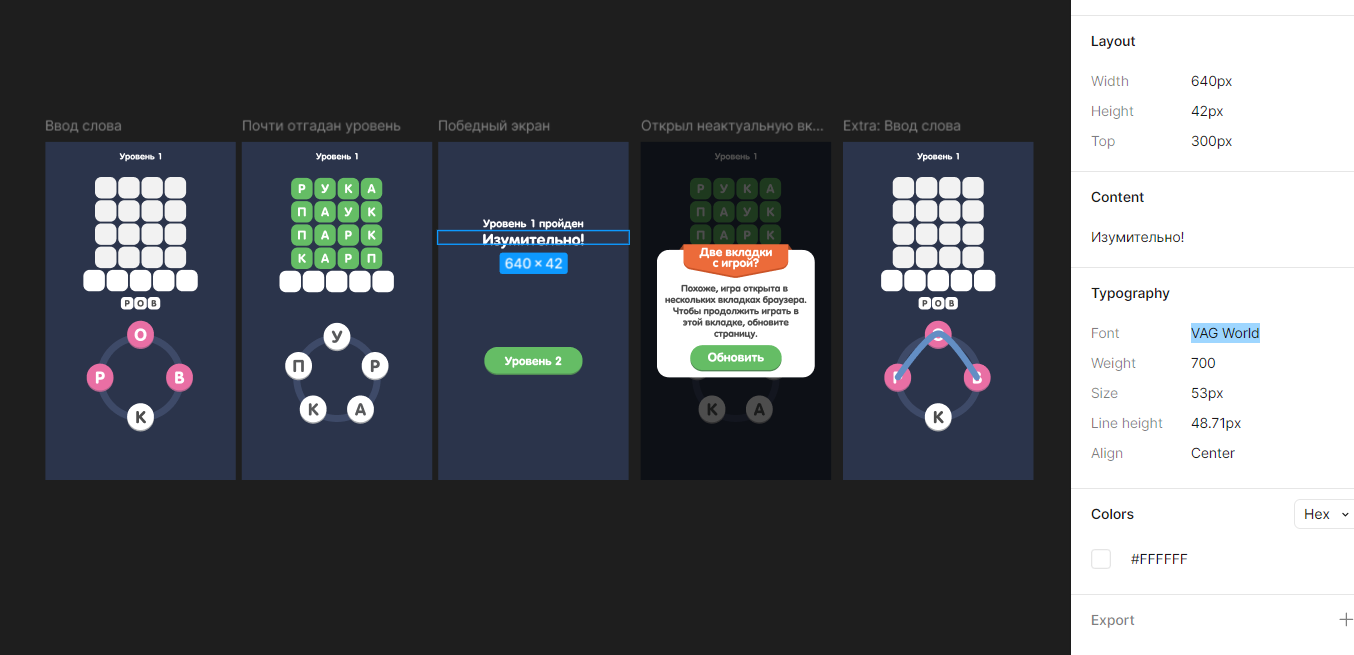 Ввод слова
Уровень 1
Р О В
О
Р В
К
Почти отгадан уровень
Уровень 1
Р У К А
П А У К
П А Р К
К А Р П
У
П Р
К А
Победный экран
Уровень 1 пройден
Изумительно!
640 × 42
Уровень 2
Открыл неактуальную вк...
Уровень 1
Р У К А
П А У К
П А Р К
Две вкладки
с игрой?
Похоже, игра открыта в
нескольких вкладках браузера.
Чтобы продолжить играть в
этой вкладке, обновите
страницу.
Обновить
К А
Extra: Ввод слова
Уровень 1
Р О В
К
Layout
Width 640px
Height 42px
Top 300px
Content
Изумительно!
Typography
Font VAG World
Weight 700
Size 53px
Line height 48.71px
Align Center
Colors Hex
#FFFFFF
Export